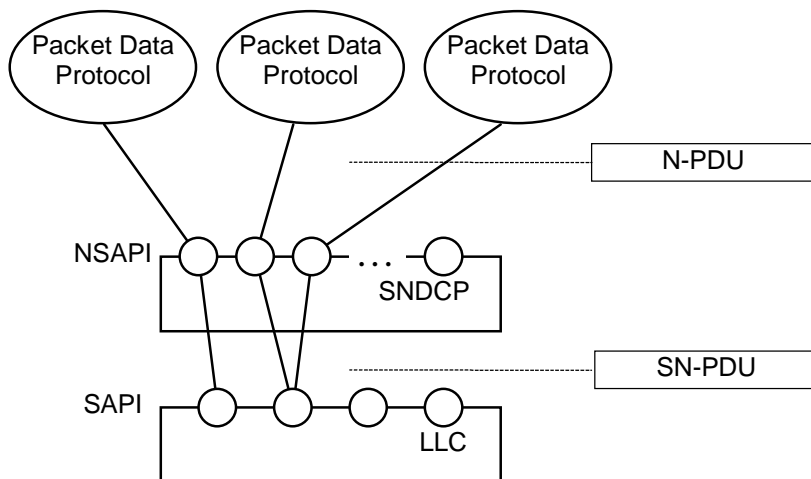 Packet Data
Protocol
Packet Data
Protocol
Packet Data
Protocol
N-PDU
NSAPI
. . .
SNDCP
SN-PDU
SAPI
LLC